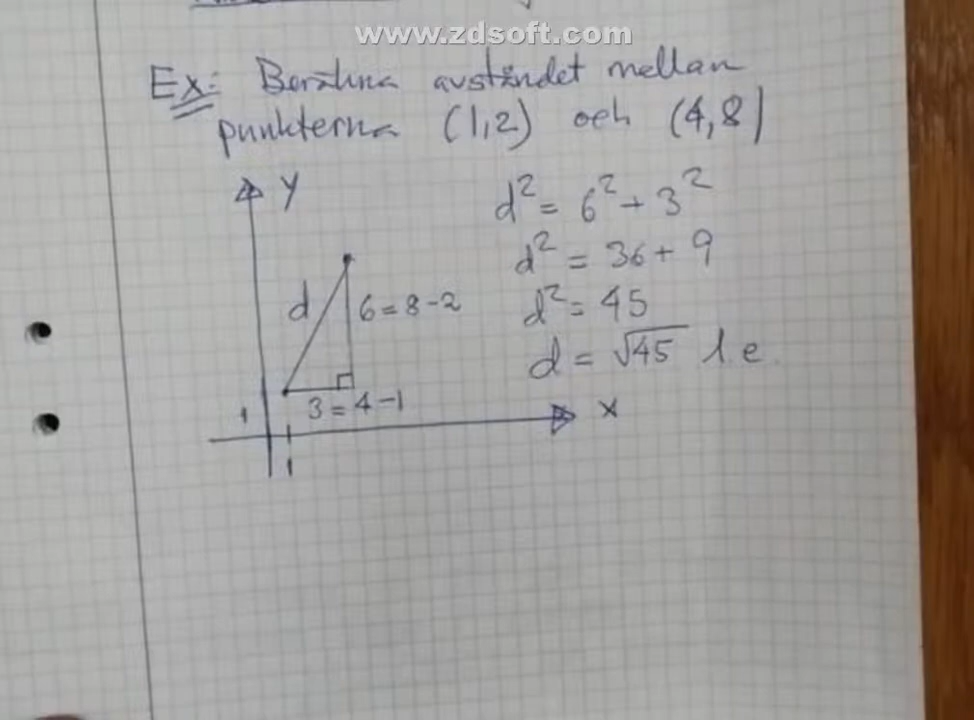 www.zdsoft.com
Ex: Beräkna avståndet mellan
punkterna (1,2) och (4,8)
y
d² = 6² + 3²
d² = 36 + 9
d
6 = 8-2
d² = 45
d = √45 l.e.
3 = 4-1
x
1
1